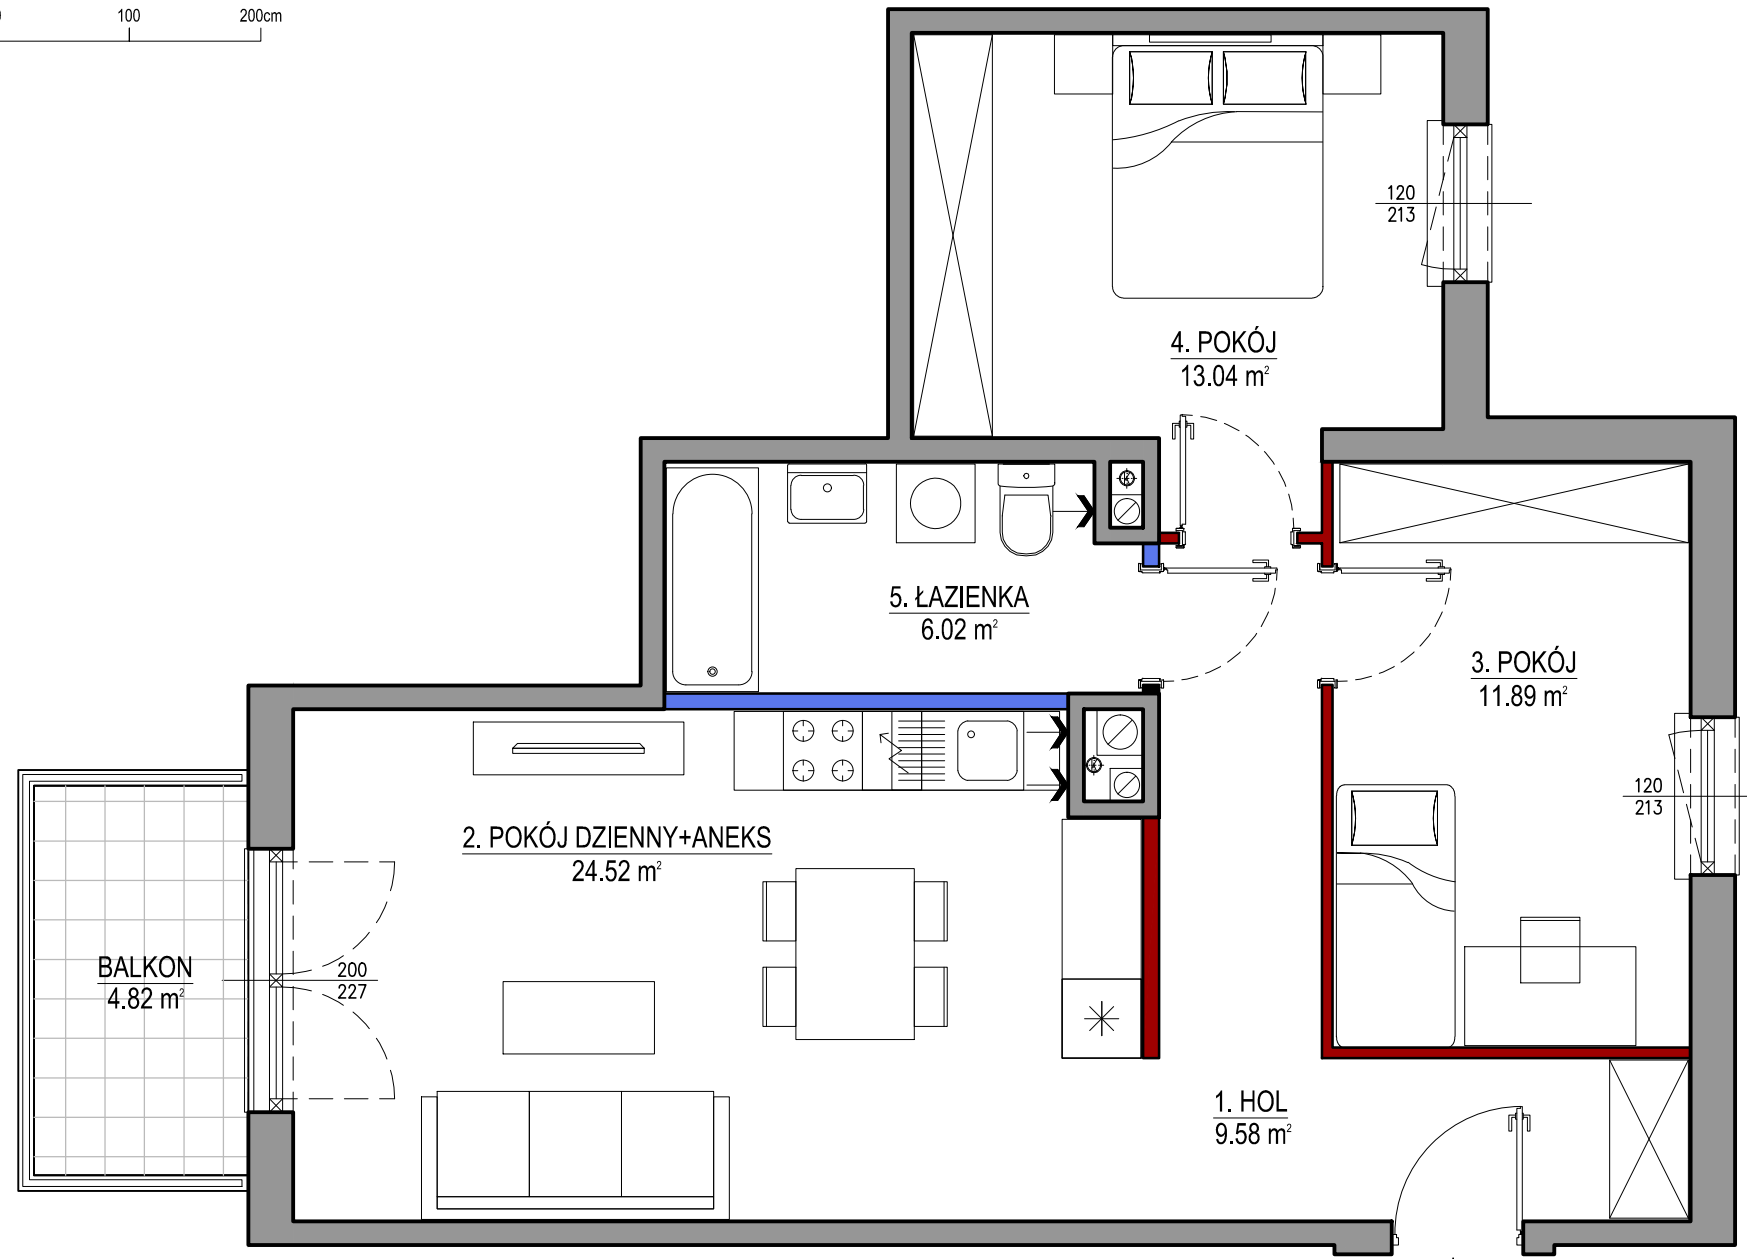 0 100 200cm
120
213
4. POKÓJ
13.04 m²
5. ŁAZIENKA
6.02 m²
3. POKÓJ
11.89 m²
120
213
2. POKÓJ DZIENNY+ANEKS
24.52 m²
BALKON
4.82 m²
200
227
1. HOL
9.58 m²